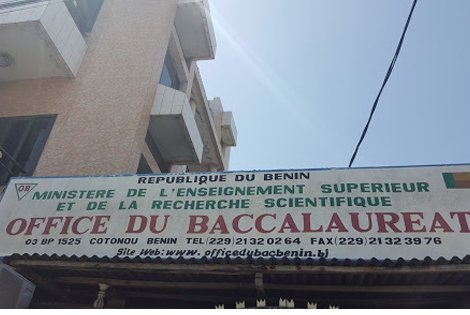 REPUBLIQUE DU BENIN
OB
MINISTERE DE L'ENSEIGNEMENT SUPERIEUR
ET DE LA RECHERCHE SCIENTIFIQUE
OFFICE DU BACCALAUREAT
03 BP 1525 COTONOU BENIN TEL(229)21320264 FAX(229)21323976
Site Web: www.officedubacbenin.bj